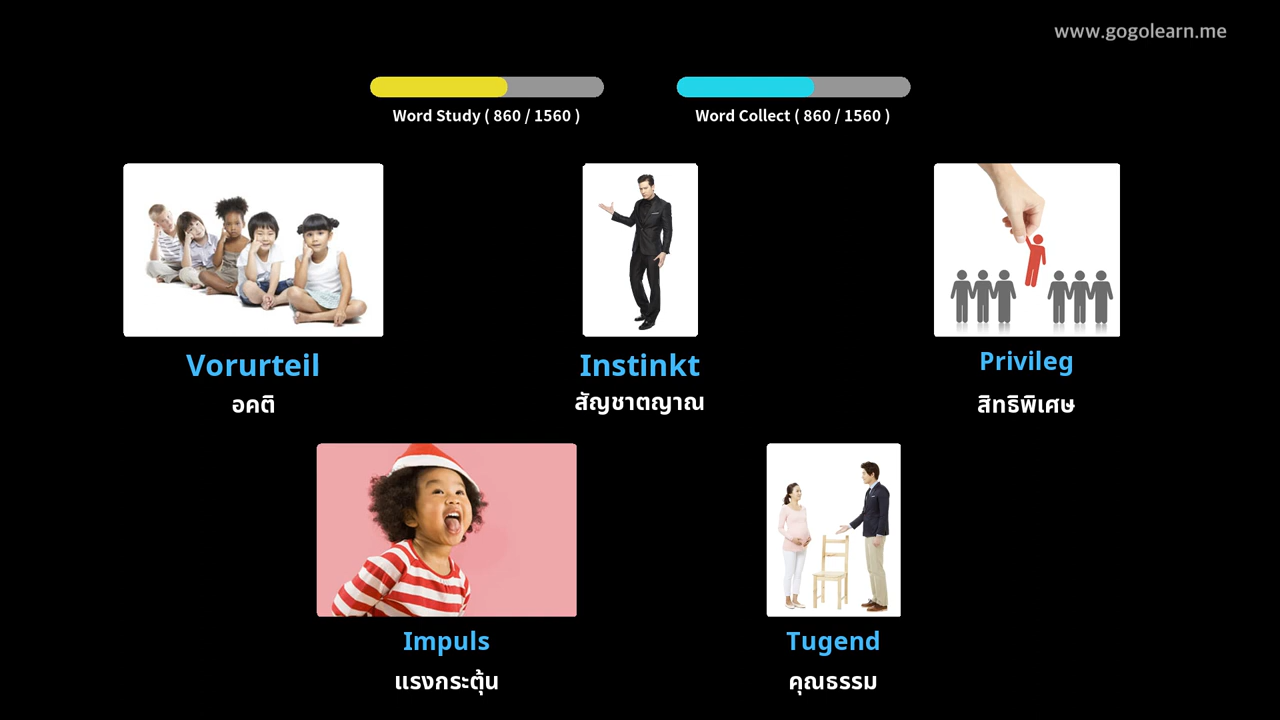 www.gogolearn.me
Word Study ( 860 / 1560 )
Word Collect ( 860 / 1560 )
Vorurteil
อคติ
Instinkt
สัญชาตญาณ
Privileg
สิทธิพิเศษ
Impuls
แรงกระตุ้น
Tugend
คุณธรรม